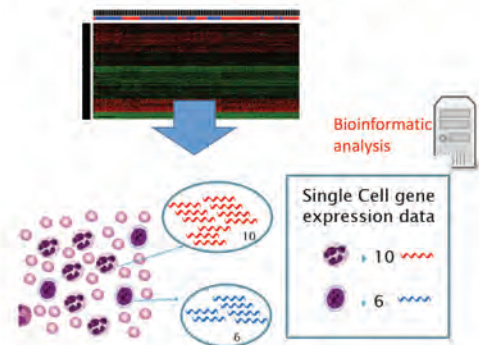 Bioinformatic
analysis
Single Cell gene
expression data
10
10
6
6